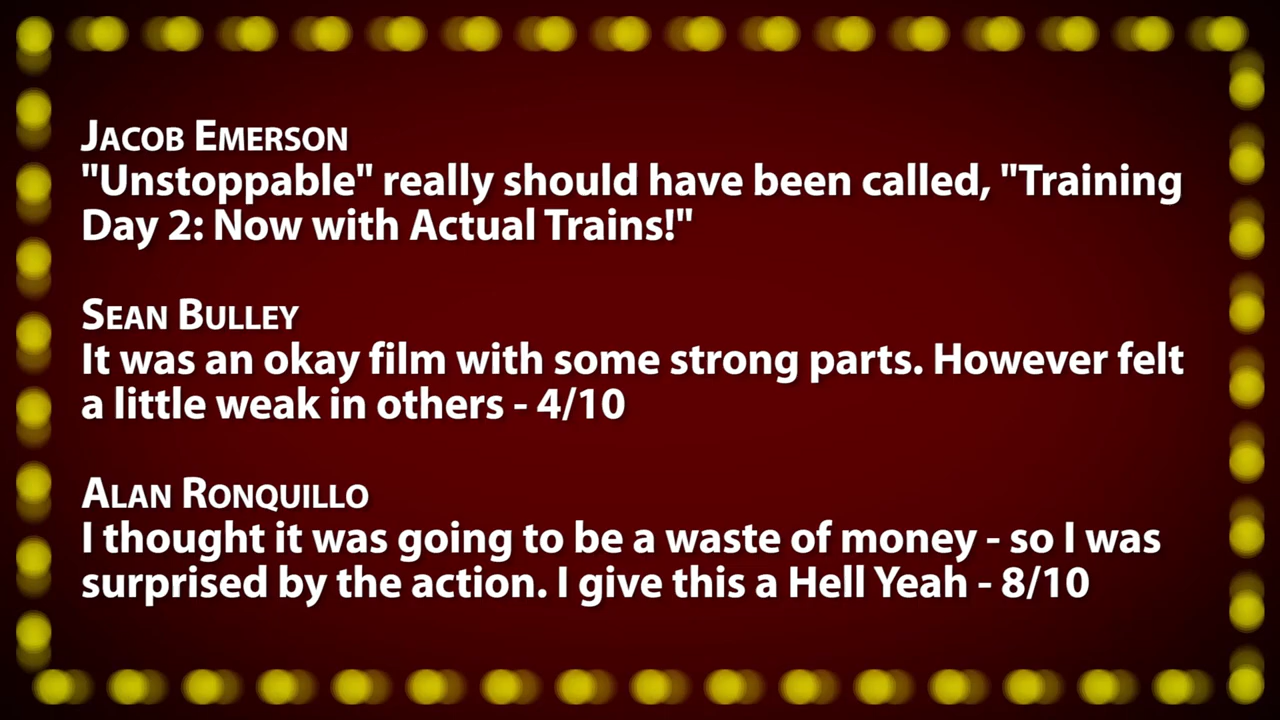 Jacob Emerson
"Unstoppable" really should have been called, "Training
Day 2: Now with Actual Trains!"
Sean Bulley
It was an okay film with some strong parts. However felt
a little weak in others - 4/10
Alan Ronquillo
I thought it was going to be a waste of money - so I was
surprised by the action. I give this a Hell Yeah - 8/10